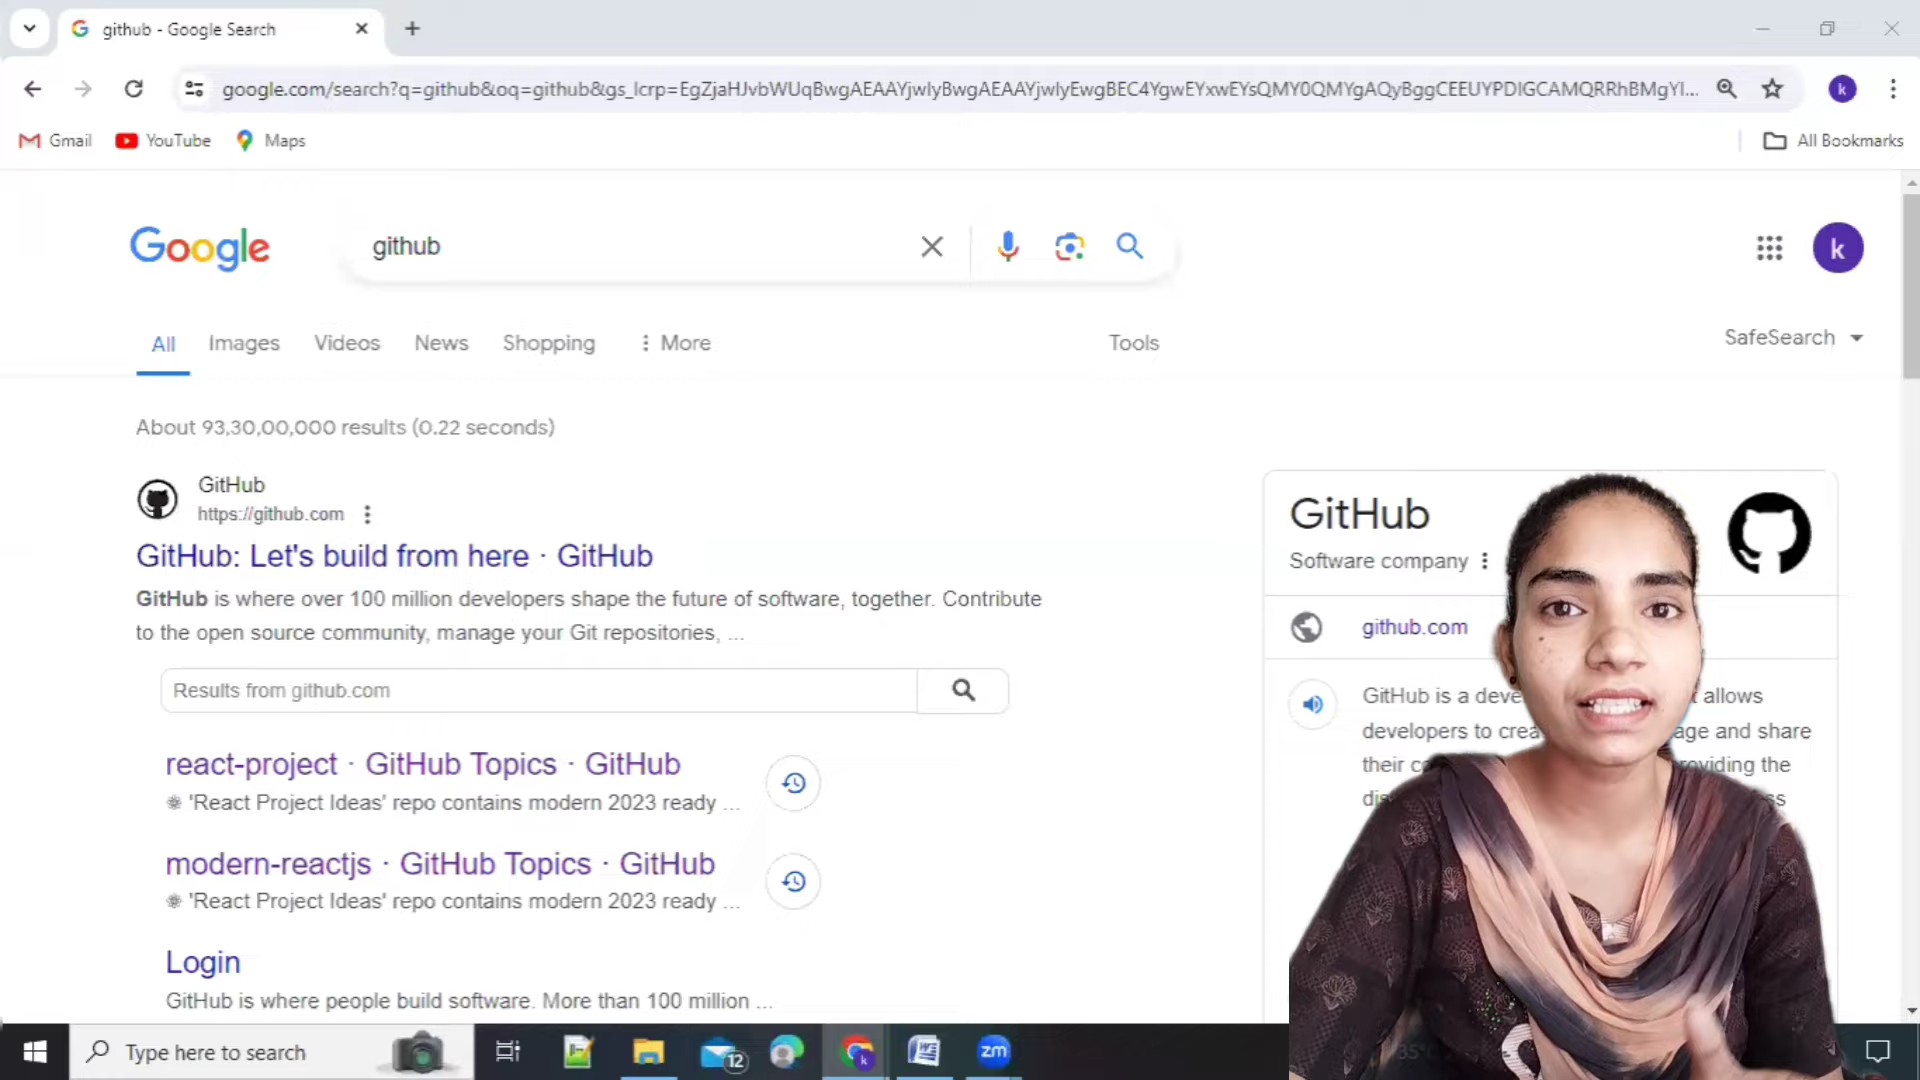 github - Google Search
google.com/search?q=github&oq=github&gs_lcrp=
Gmail
YouTube
Maps
All Bookmarks
Google
github
k
All
Images
Videos
News
Shopping
More
Tools
SafeSearch
About 93,30,00,000 results (0.22 seconds)
GitHub
https://github.com
GitHub: Let's build from here · GitHub
GitHub is where over 100 million developers shape the future of software, together. Contribute
to the open source community, manage your Git repositories, ...
Results from github.com
react-project · GitHub Topics · GitHub
'React Project Ideas' repo contains modern 2023 ready ...
modern-reactjs · GitHub Topics · GitHub
'React Project Ideas' repo contains modern 2023 ready ...
Login
GitHub is where people build software. More than 100 million ...
GitHub
Software company
github.com
GitHub is a allows
developers to and share
their the
Type here to search
12
k
zm